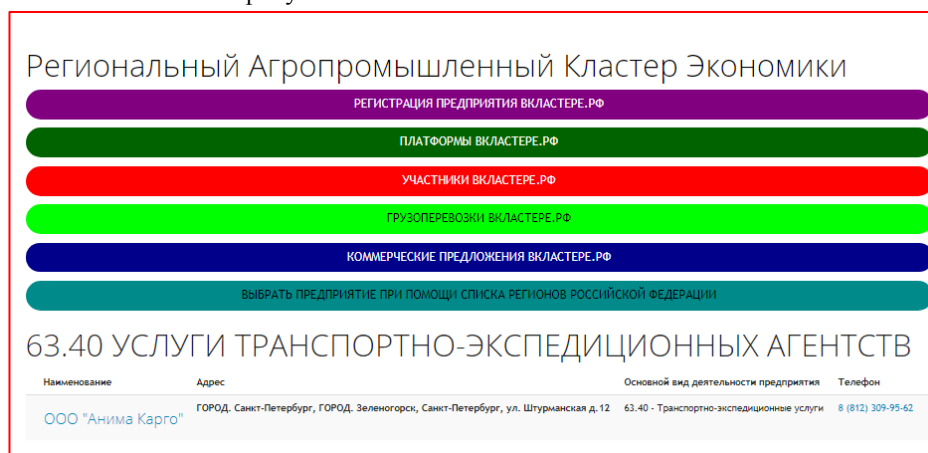 Региональный Агропромышленный Кластер Экономики
РЕГИСТРАЦИЯ ПРЕДПРИЯТИЯ ВКЛАСТЕРЕ.РФ
ПЛАТФОРМЫ ВКЛАСТЕРЕ.РФ
УЧАСТНИКИ ВКЛАСТЕРЕ.РФ
ГРУЗОПЕРЕВОЗКИ ВКЛАСТЕРЕ.РФ
КОММЕРЧЕСКИЕ ПРЕДЛОЖЕНИЯ ВКЛАСТЕРЕ.РФ
ВЫБРАТЬ ПРЕДПРИЯТИЕ ПРИ ПОМОЩИ СПИСКА РЕГИОНОВ РОССИЙСКОЙ ФЕДЕРАЦИИ
63.40 УСЛУГИ ТРАНСПОРТНО-ЭКСПЕДИЦИОННЫХ АГЕНТСТВ
Наименование Адрес Основной вид деятельности предприятия Телефон
ООО "Анима Карго" ГОРОД. Санкт-Петербург, ГОРОД. Зеленогорск, Санкт-Петербург, ул. Штурманская д.12 63.40 - Транспортно-экспедиционные услуги 8 (812) 309-95-62